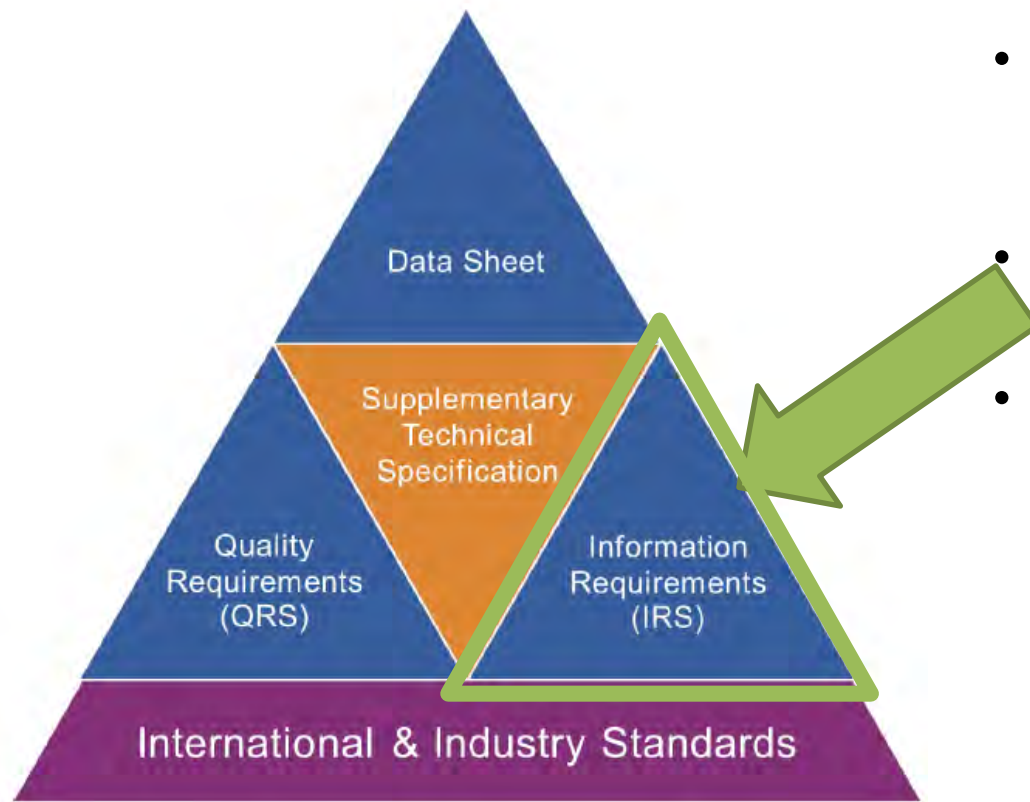 Data Sheet
Supplementary
Technical
Specification
Quality
Requirements
(QRS)
Information
Requirements
(IRS)
International & Industry Standards